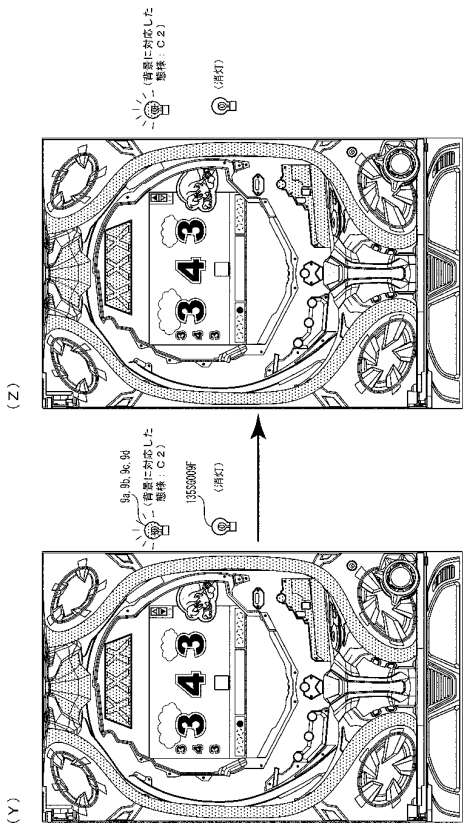 (Y)
9a, 9b, 9c, 9d
(背景に対応した
態様:C2)
135SG009F
(消灯)
3 4 3
3
4
3
(Z)
(背景に対応した
態様:C2)
(消灯)
3 4 3
3
4
3